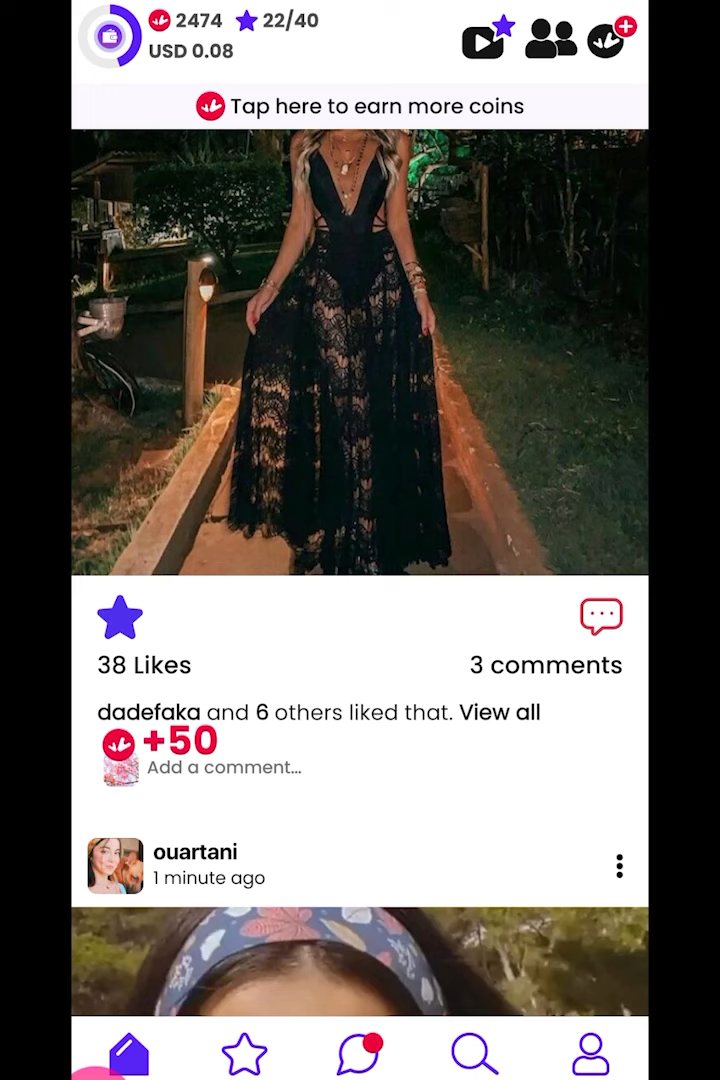 2474 22/40
USD 0.08
Tap here to earn more coins
38 Likes 3 comments
dadefaka and 6 others liked that. View all
+50
Add a comment...
ouartani
1 minute ago